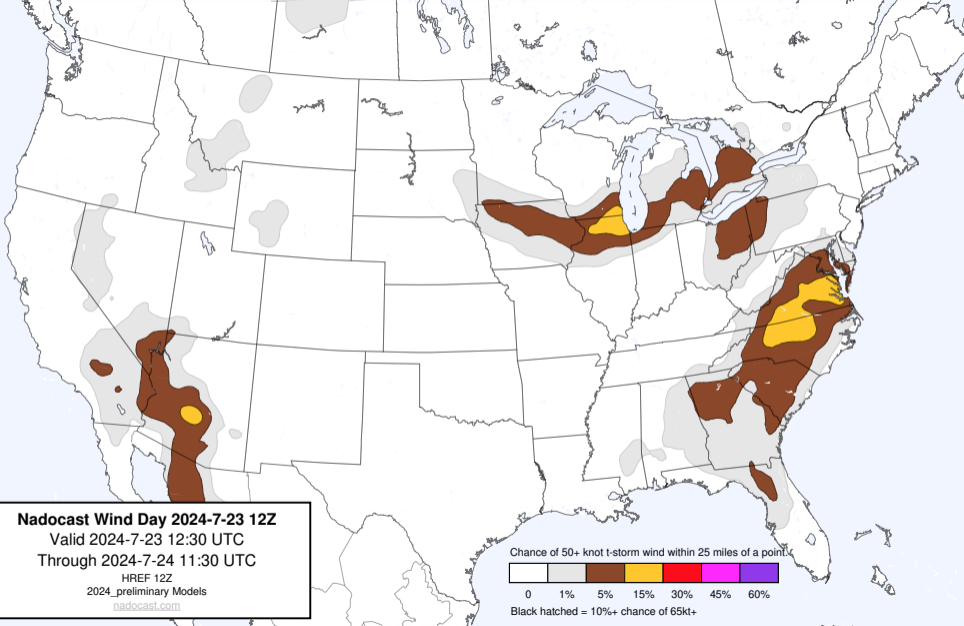 Nadocast Wind Day 2024-7-23 12Z
Valid 2024-7-23 12:30 UTC
Through 2024-7-24 11:30 UTC
HREF 12Z
2024_preliminary Models
nadocast.com
Chance of 50+ knot t-storm wind within 25 miles of a point.
0 1% 5% 15% 30% 45% 60%
Black hatched = 10%+ chance of 65kt+